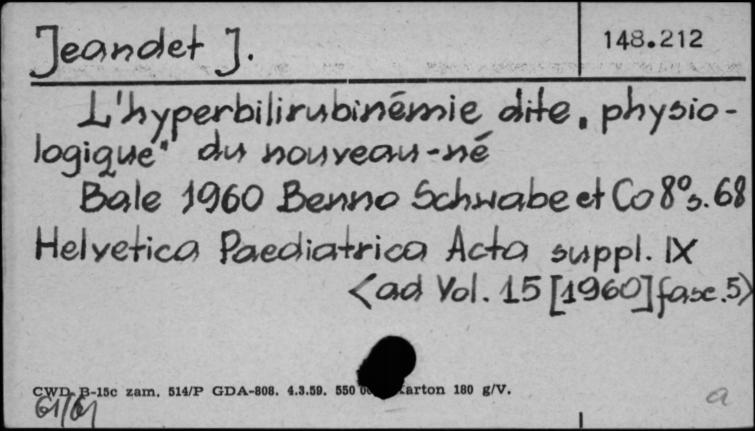 Jeandet J.
148.212
L'hyperbilirubinémie dite „physio-
logique" du nouveau-né
Bale 1960 Benno Schwabe et Co 8° s. 68
Helvetica Paediatrica Acta suppl. IX
<ad Vol. 15 [1960] fasc. 5>
CWD B-15c zam. 514/P GDA-808. 4.3.59. 550 karton 180 g/V.
61/61
a